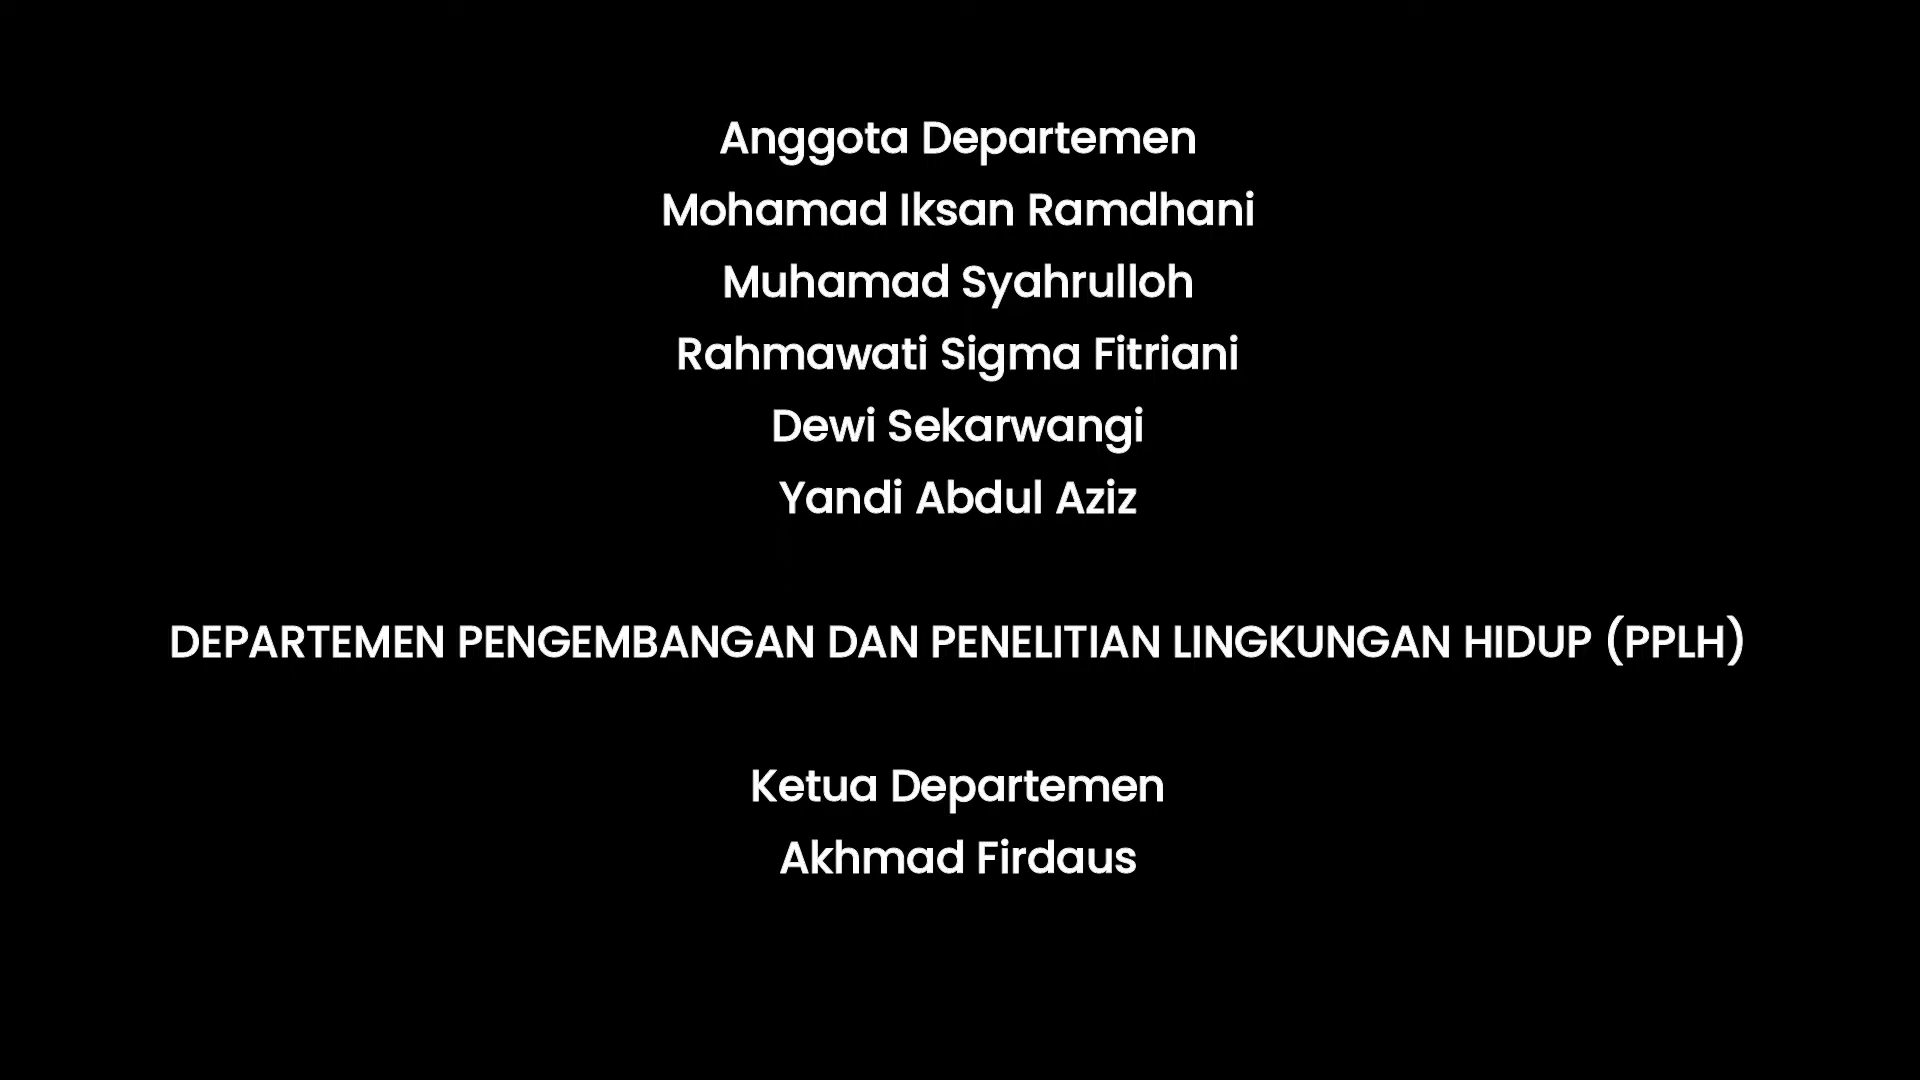 Anggota Departemen
Mohamad Iksan Ramdhani
Muhamad Syahrulloh
Rahmawati Sigma Fitriani
Dewi Sekarwangi
Yandi Abdul Aziz
DEPARTEMEN PENGEMBANGAN DAN PENELITIAN LINGKUNGAN HIDUP (PPLH)
Ketua Departemen
Akhmad Firdaus